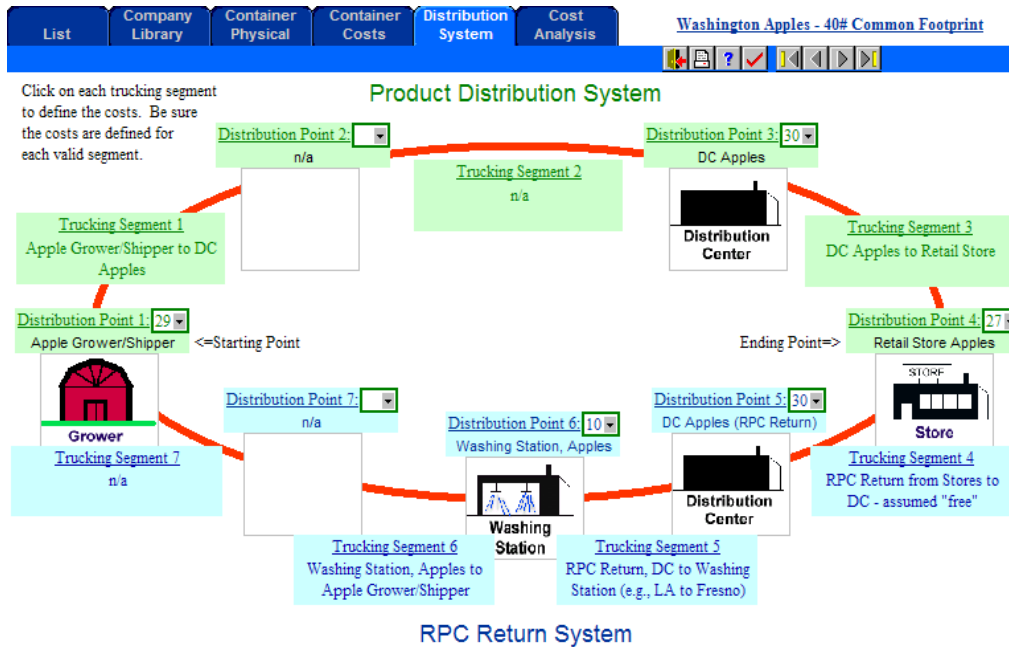 List
Company Library
Container Physical
Container Costs
Distribution System
Cost Analysis
Washington Apples - 40# Common Footprint
?
Click on each trucking segment
to define the costs. Be sure
the costs are defined for
each valid segment.
Product Distribution System
Distribution Point 2:
n/a
Distribution Point 3: 30
DC Apples
Trucking Segment 2
n/a
Distribution
Center
Trucking Segment 1
Apple Grower/Shipper to DC
Apples
Trucking Segment 3
DC Apples to Retail Store
Distribution Point 1: 29
Apple Grower/Shipper
<=Starting Point
Ending Point=>
Distribution Point 4: 27
Retail Store Apples
Grower
STORE
Store
Distribution Point 7:
n/a
Distribution Point 6: 10
Washing Station, Apples
Distribution Point 5: 30
DC Apples (RPC Return)
Trucking Segment 7
n/a
Washing
Station
Distribution
Center
Trucking Segment 4
RPC Return from Stores to
DC - assumed "free"
Trucking Segment 6
Washing Station, Apples to
Apple Grower/Shipper
Trucking Segment 5
RPC Return, DC to Washing
Station (e.g., LA to Fresno)
RPC Return System